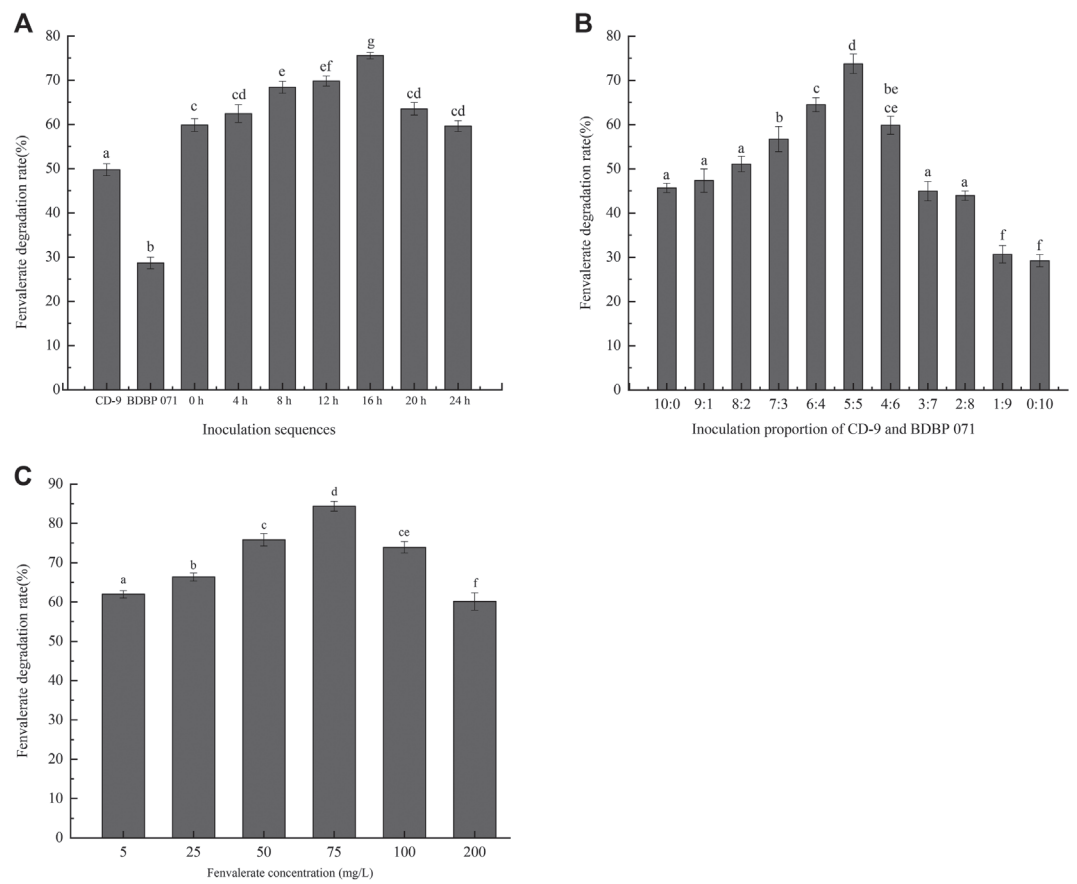 A
Fenvalerate degradation rate(%)
80
70
60
50
40
30
20
10
0
a
b
c
cd
e
ef
g
cd
cd
CD-9 BDBP 071 0 h 4 h 8 h 12 h 16 h 20 h 24 h
Inoculation sequences
B
Fenvalerate degradation rate(%)
80
70
60
50
40
30
20
10
0
a
a
a
b
c
d
be
ce
a
a
f
f
10:0 9:1 8:2 7:3 6:4 5:5 4:6 3:7 2:8 1:9 0:10
Inoculation proportion of CD-9 and BDBP 071
C
Fenvalerate degradation rate(%)
90
80
70
60
50
40
30
20
10
0
a
b
c
d
ce
f
5 25 50 75 100 200
Fenvalerate concentration (mg/L)